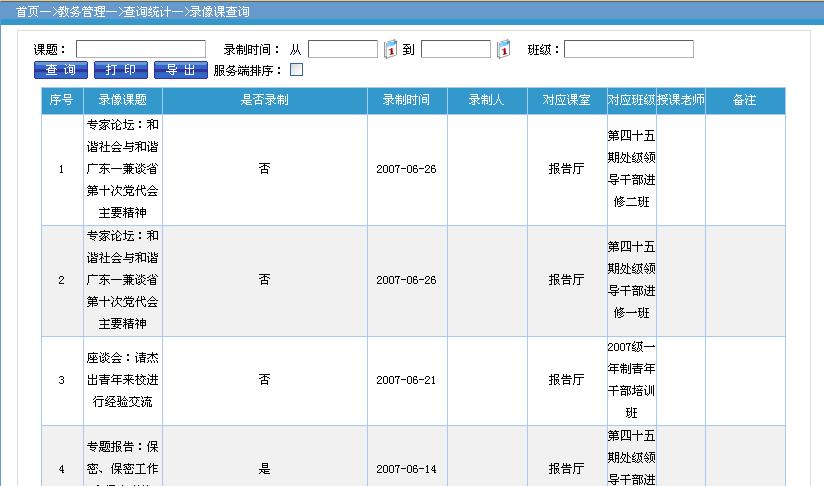 首页—>教务管理—>查询统计—>录像课查询
课题： 录制时间： 从 到 班级：
查 询 打 印 导 出 服务端排序：
序号 录像课题 是否录制 录制时间 录制人 对应课室 对应班级 授课老师 备注
1
专家论坛：和
谐社会与和谐
广东—兼谈省
第十次党代会
主要精神
否
2007-06-26
报告厅
第四十五
期处级领
导干部进
修二班
2
专家论坛：和
谐社会与和谐
广东—兼谈省
第十次党代会
主要精神
否
2007-06-26
报告厅
第四十五
期处级领
导干部进
修一班
3
座谈会：请杰
出青年来校进
行经验交流
否
2007-06-21
报告厅
2007级一
年制青年
干部培训
班
4
专题报告：保
密、保密工作
是
2007-06-14
报告厅
第四十五
期处级领
导干部进